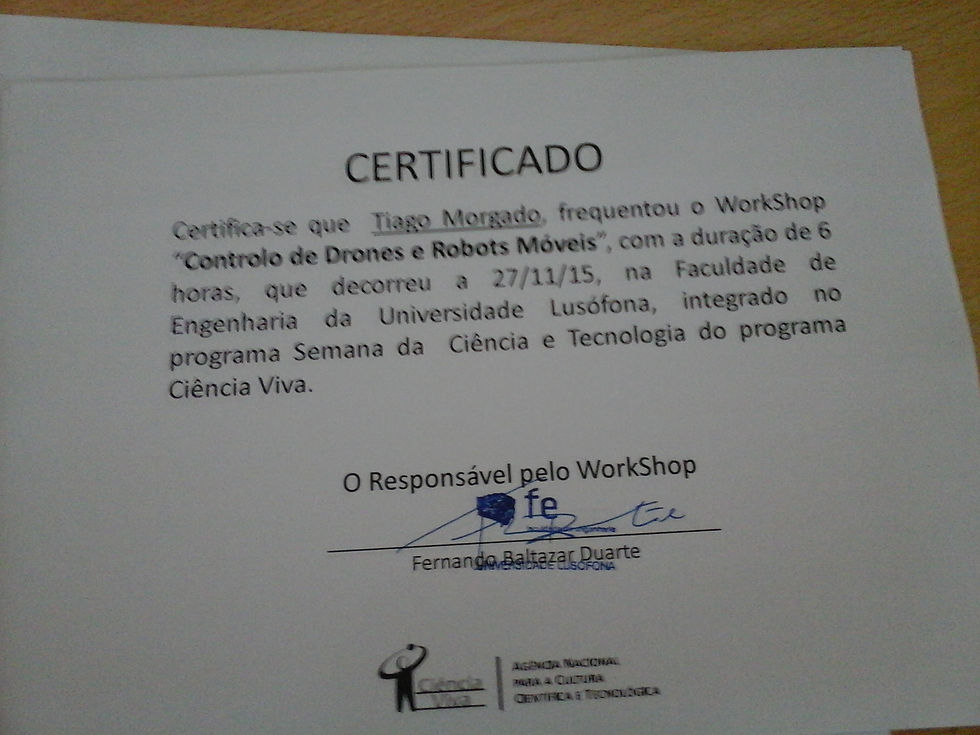 CERTIFICADO
Certifica-se que Tiago Morgado, frequentou o WorkShop
"Controlo de Drones e Robots Móveis", com a duração de 6
horas, que decorreu a 27/11/15, na Faculdade de
Engenharia da Universidade Lusófona, integrado no
programa Semana da Ciência e Tecnologia do programa
Ciência Viva.
O Responsável pelo WorkShop
fe
Fernando Baltazar Duarte
UNIVERSIDADE LUSÓFONA
Ciência
Viva
AGÊNCIA NACIONAL
PARA A CULTURA
CIENTÍFICA E TECNOLÓGICA